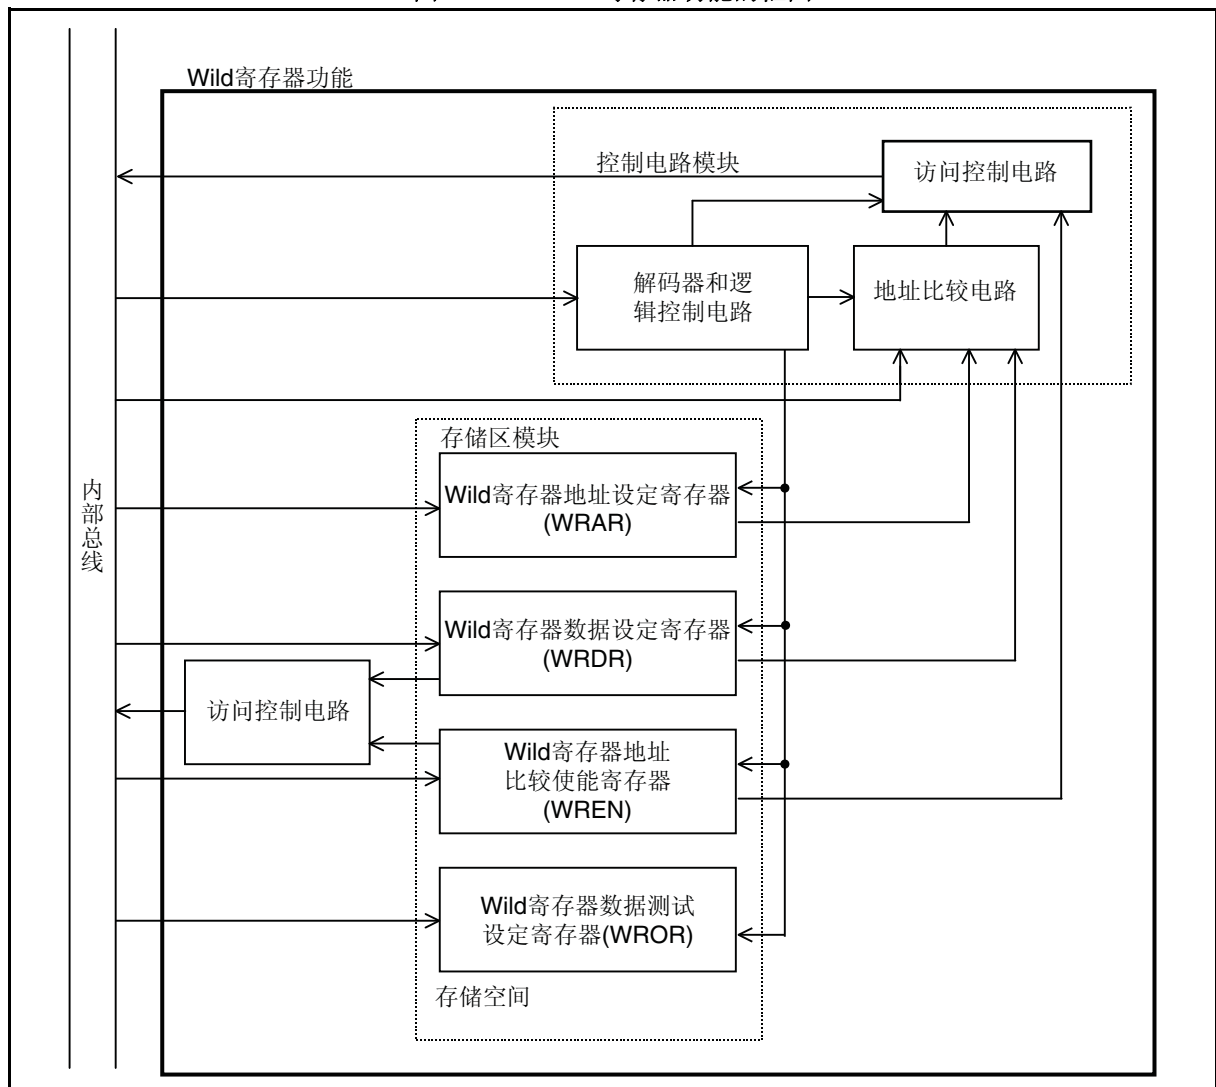 Wild寄存器功能
控制电路模块
访问控制电路
解码器和逻
辑控制电路
地址比较电路
存储区模块
内部总线
Wild寄存器地址设定寄存器
(WRAR)
Wild寄存器数据设定寄存器
(WRDR)
访问控制电路
Wild寄存器地址
比较使能寄存器
(WREN)
Wild寄存器数据测试
设定寄存器(WROR)
存储空间